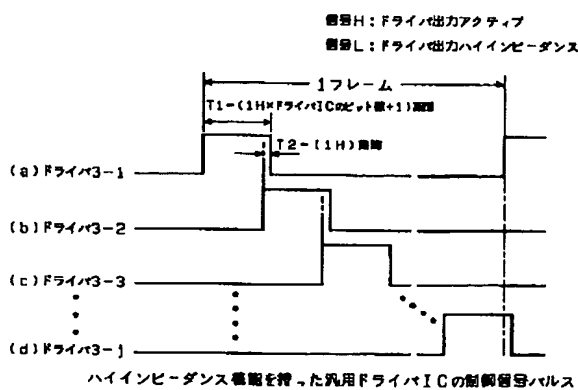 信号H：ドライバ出力アクティブ
信号L：ドライバ出力ハイインピーダンス
1フレーム
T1=(1H×ドライバICのビット数+1)期間
T2=(1H)期間
(a)ドライバ3-1
(b)ドライバ3-2
(c)ドライバ3-3
(d)ドライバ3-j
ハイインピーダンス機能を持った汎用ドライバICの制御信号パルス